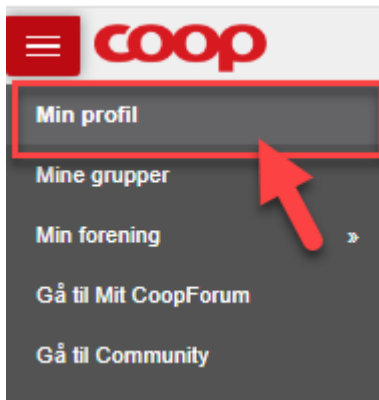 coop
Min profil
Mine grupper
Min forening »
Gå til Mit CoopForum
Gå til Community